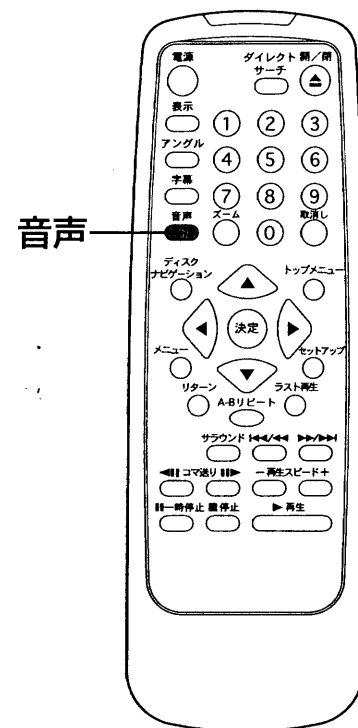 電源 ダイレクト サーチ 開/閉
表示 1 2 3
アングル 4 5 6
字幕 7 8 9
音声 音声 ズーム 0 取消し
ディスク ナビゲーション トップメニュー
決定
メニュー セットアップ
リターン A-Bリピート ラスト再生
サラウンド ⏮/◀◀ ▶▶/⏭
◀II コマ送り II▶ − 再生スピード +
II一時停止 ■停止 ▶ 再生